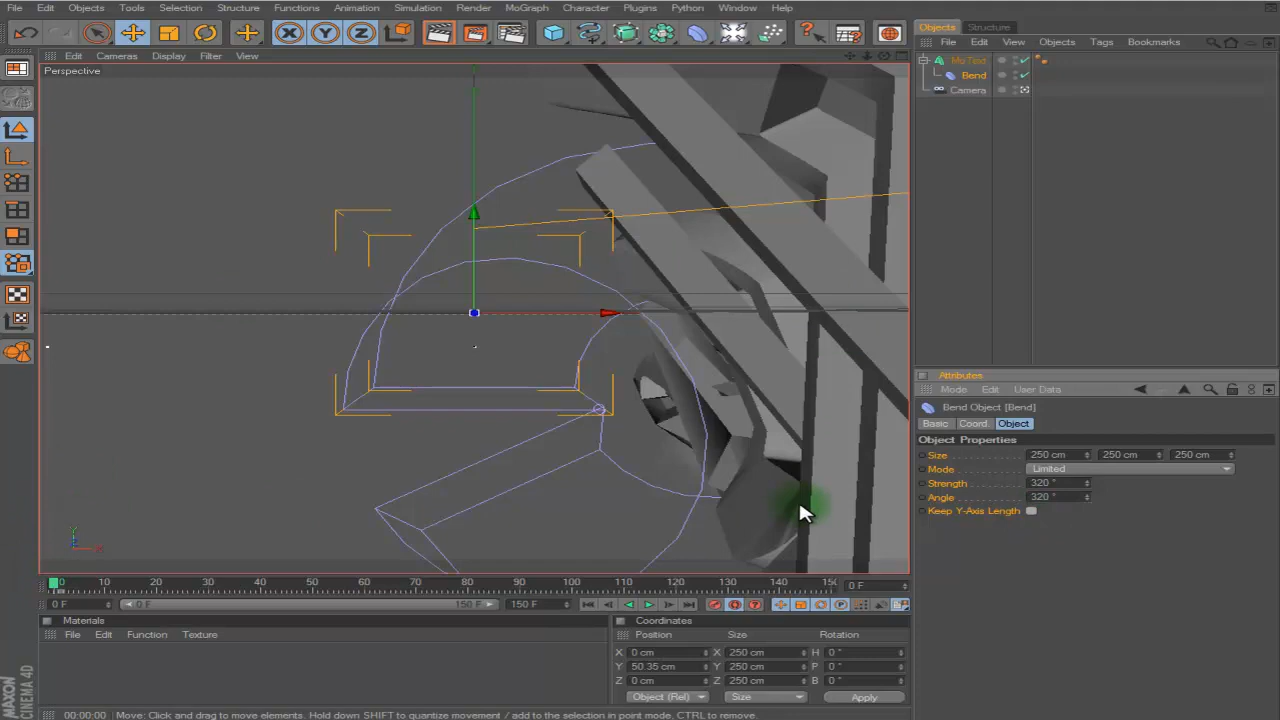 File Edit Objects Tools Selection Structure Functions Animation Simulation Render MoGraph Character Plugins Python Window Help
Objects Structure
File Edit View Objects Tags Bookmarks
Edit Cameras Display Filter View
Perspective
Mo Text
Bend
Camera
Attributes
Mode Edit User Data
Bend Object [Bend]
Basic Coord. Object
Object Properties
Size 250 cm 250 cm 250 cm
Mode Limited
Strength 320 °
Angle 320 °
Keep Y-Axis Length
Y
X
0 10 20 30 40 50 60 70 80 90 100 110 120 130 140 150 0 F
0 F 0 F 150 F 150 F
Materials
File Edit Function Texture
Coordinates
Position Size Rotation
X 0 cm X 250 cm H 0 °
Y 50.35 cm Y 250 cm P 0 °
Z 0 cm Z 250 cm B 0 °
Object (Rel) Size Apply
MAXON
CINEMA 4D
00:00:00 Move: Click and drag to move elements. Hold down SHIFT to quantize movement / add to the selection in point mode, CTRL to remove.